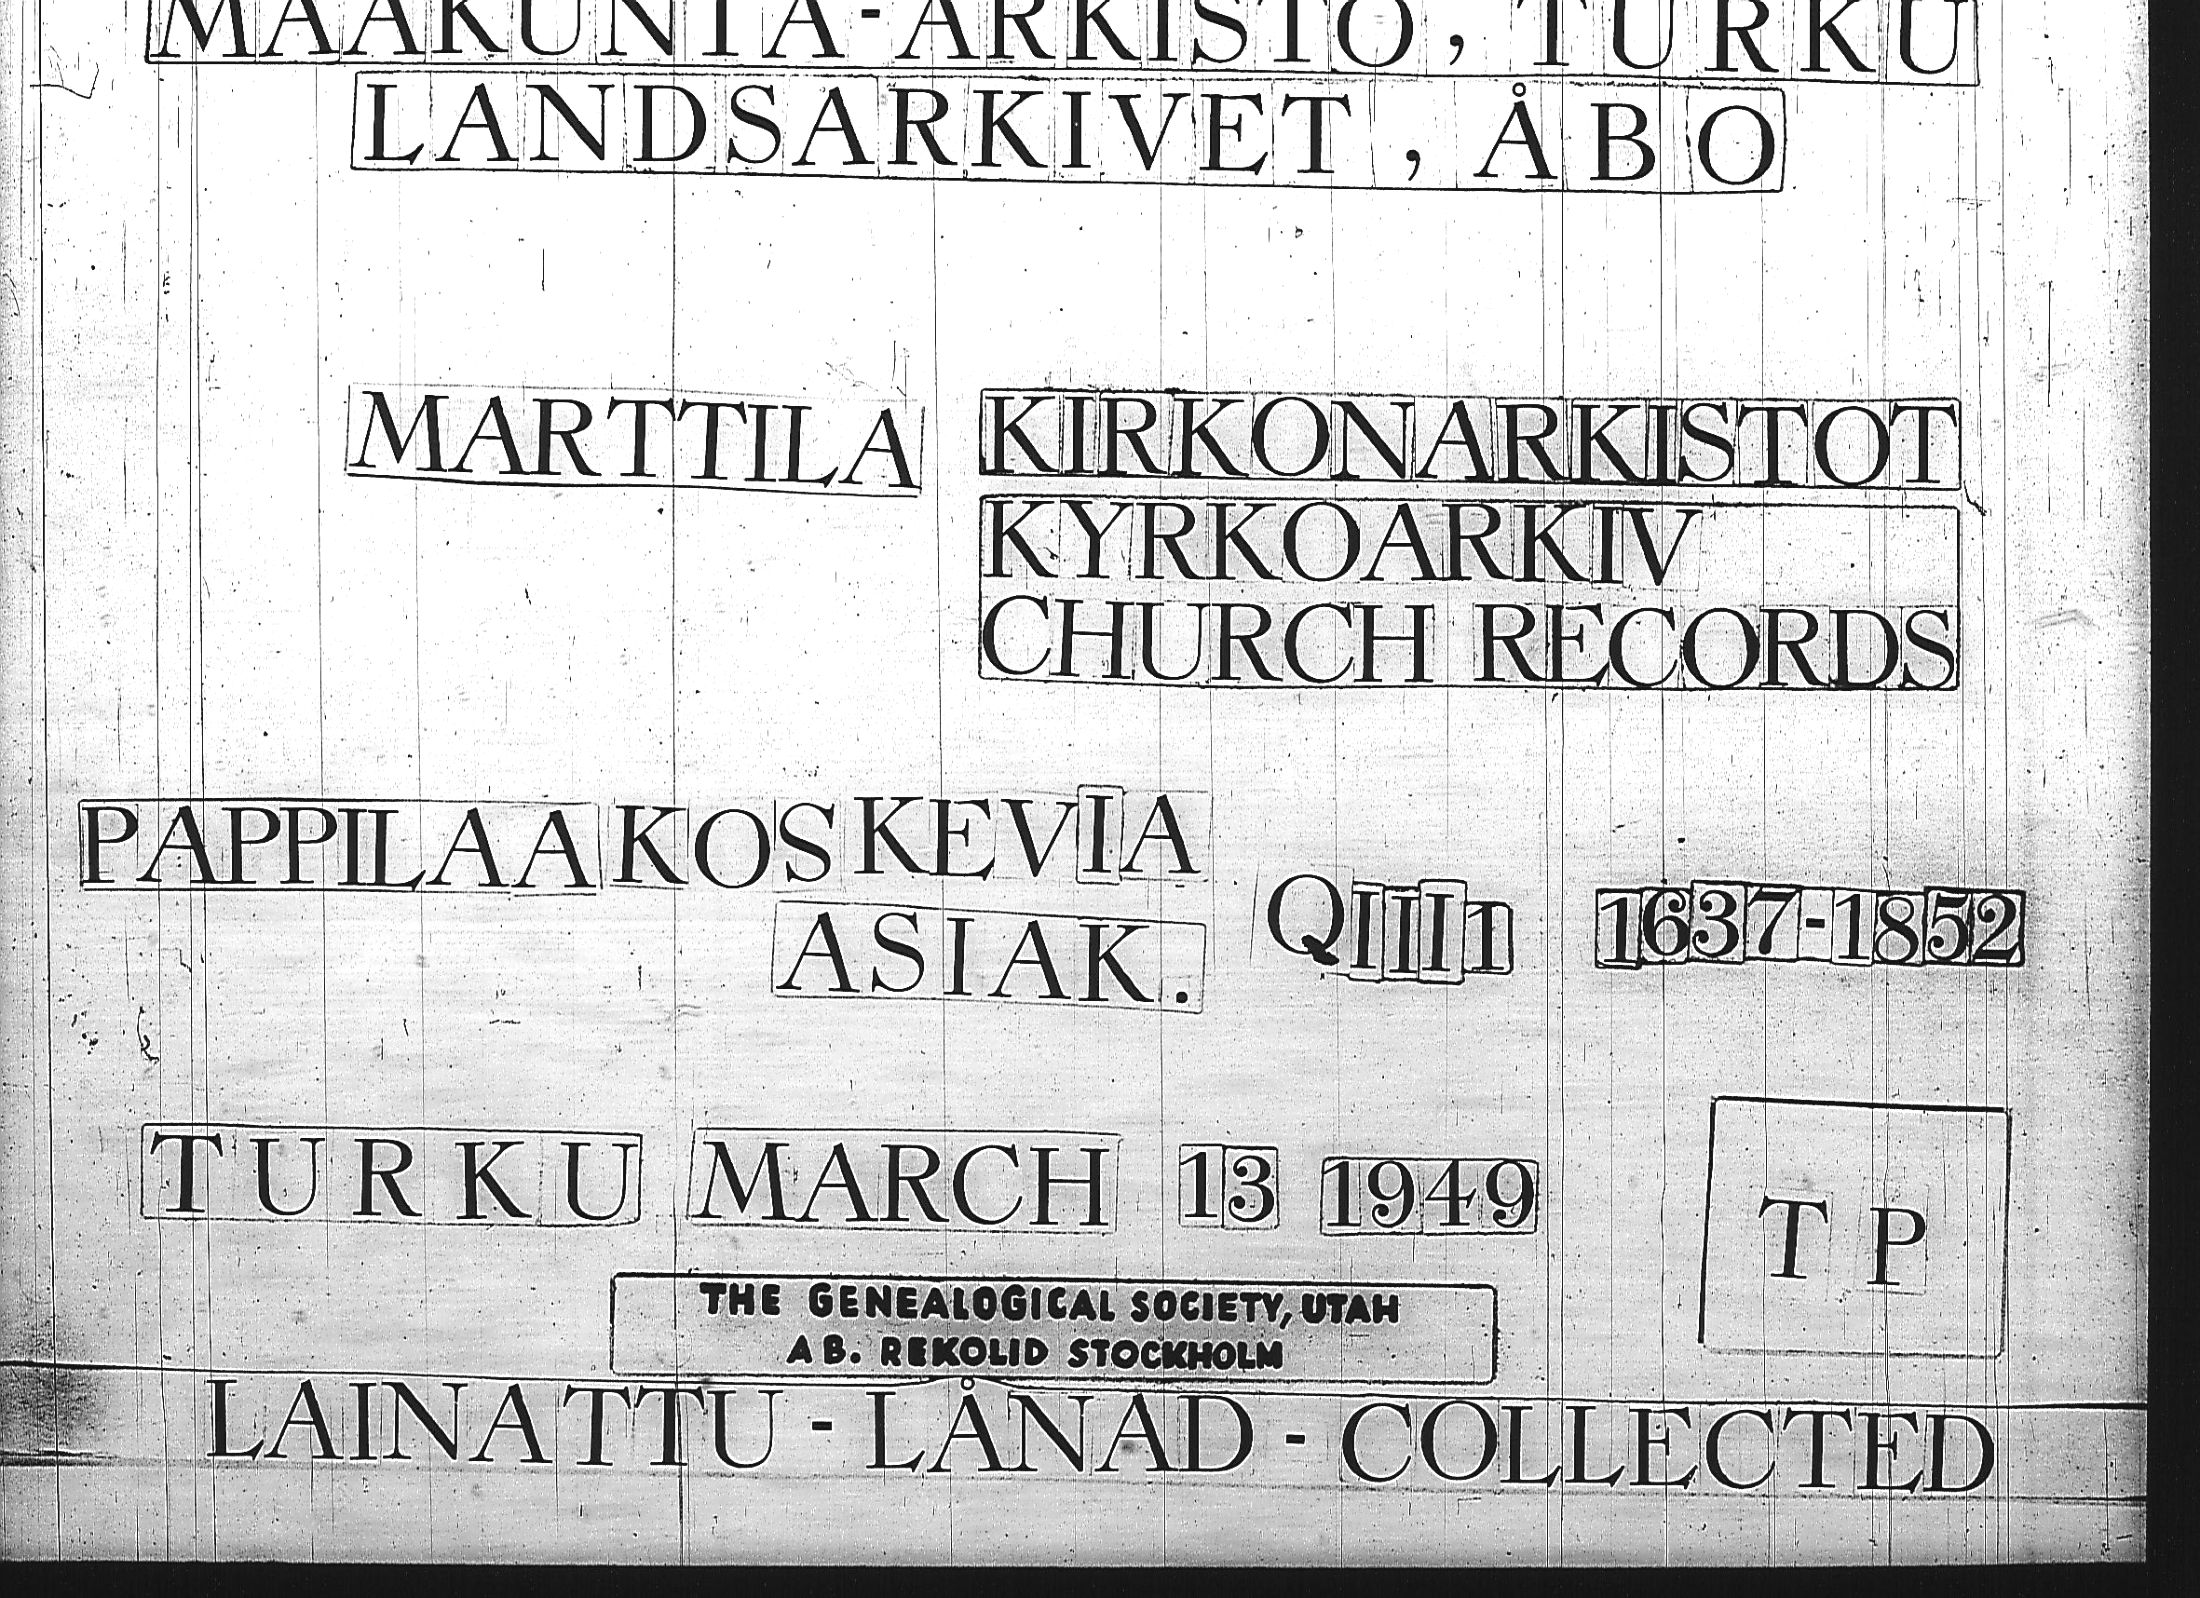 MAAKUNTA-ARKISTO, TURKU
LANDSARKIVET, ÅBO
MARTTILA KIRKONARKISTOT
KYRKOARKIV
CHURCH RECORDS
PAPPILAA KOSKEVIA
ASIAK. QIII1 1637-1852
TURKU MARCH 13 1949
T P
THE GENEALOGICAL SOCIETY, UTAH
AB. REKOLID STOCKHOLM
LAINATTU - LÅNAD - COLLECTED